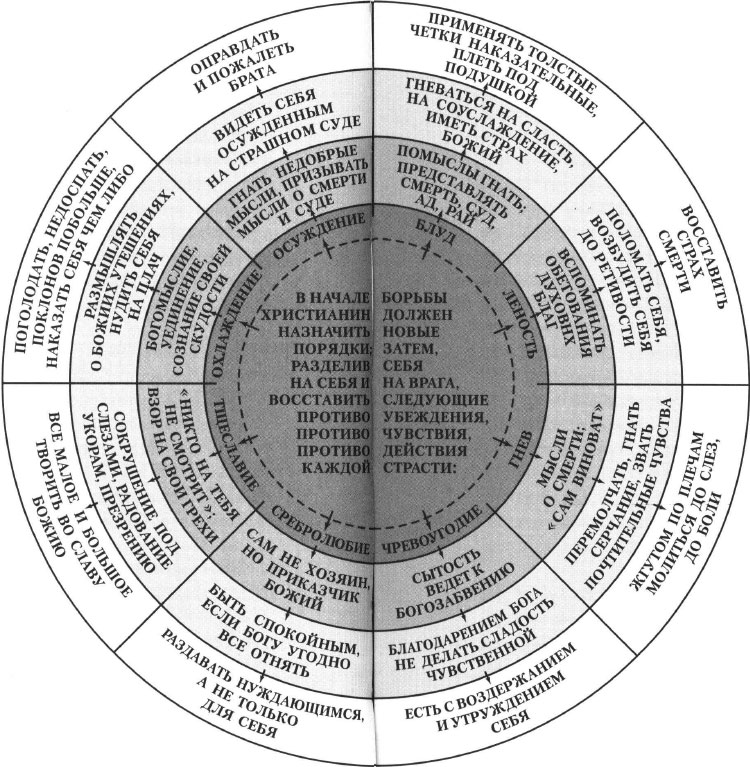 В НАЧАЛЕ БОРЬБЫ
ХРИСТИАНИН ДОЛЖЕН
НАЗНАЧИТЬ НОВЫЕ
ПОРЯДКИ; ЗАТЕМ,
РАЗДЕЛИВ СЕБЯ
НА СЕБЯ И НА ВРАГА,
ВОССТАВИТЬ СЛЕДУЮЩИЕ
ПРОТИВО УБЕЖДЕНИЯ,
ПРОТИВО ЧУВСТВИЯ,
ПРОТИВО ДЕЙСТВИЯ
КАЖДОЙ СТРАСТИ:
БЛУД
ПОМЫСЛЫ ГНАТЬ;
ПРЕДСТАВЛЯТЬ
СМЕРТЬ, СУД,
АД, РАЙ
ГНЕВАТЬСЯ НА СЛАСТЬ,
НА СОУСЛАЖДЕНИЕ,
ИМЕТЬ СТРАХ
БОЖИЙ
ПРИМЕНЯТЬ ТОЛСТЫЕ
ЧЕТКИ НАКАЗАТЕЛЬНЫЕ,
ПЛЕТЬ ПОД
ПОДУШКОЙ
ЛЕНОСТЬ
ВСПОМИНАТЬ
ОБЕТОВАНИЯ
ДУХОВНХ
БЛАГ
ПОЛОМАТЬ СЕБЯ,
ВОЗБУДИТЬ СЕБЯ
ДО РЕТИВОСТИ
ВОССТАВИТЬ
СТРАХ
СМЕРТИ
ГНЕВ
МЫСЛИ
О СМЕРТИ;
«САМ ВИНОВАТ»
ПЕРЕМОЛЧАТЬ, ГНАТЬ
СЕРЧАНИЕ, ЗВАТЬ
ПОЧТИТЕЛЬНЫЕ ЧУВСТВА
ЖГУТОМ ПО ПЛЕЧАМ
МОЛИТЬСЯ ДО СЛЕЗ,
ДО БОЛИ
ЧРЕВОУГОДИЕ
СЫТОСТЬ
ВЕДЕТ К
БОГОЗАБВЕНИЮ
БЛАГОДАРЕНИЕМ БОГА
НЕ ДЕЛАТЬ СЛАДОСТЬ
ЧУВСТВЕННОЙ
ЕСТЬ С ВОЗДЕРЖАНИЕМ
И УТРУЖДЕНИЕМ
СЕБЯ
СРЕБРОЛЮБИЕ
САМ НЕ ХОЗЯИН,
НО ПРИКАЗЧИК
БОЖИЙ
БЫТЬ СПОКОЙНЫМ,
ЕСЛИ БОГУ УГОДНО
ВСЕ ОТНЯТЬ
РАЗДАВАТЬ НУЖДАЮЩИМСЯ,
А НЕ ТОЛЬКО
ДЛЯ СЕБЯ
ТЩЕСЛАВИЕ
«НИКТО НА ТЕБЯ
НЕ СМОТРИТ»;
ВЗОР НА СВОИ ГРЕХИ
СОКРУШЕНИЕ ПОД
СЛЕЗАМИ, РАДОВАНИЕ
УКОРАМ, ПРЕЗРЕНИЮ
ВСЕ МАЛОЕ И БОЛЬШОЕ
ТВОРИТЬ ВО СЛАВУ
БОЖИЮ
ОХЛАЖДЕНИЕ
БОГОМЫСЛИЕ,
УЕДИНЕНИЕ,
СОЗНАНИЕ СВОЕЙ
СКУДОСТИ
РАЗМЫШЛЯТЬ
О БОЖИИХ УТЕШЕНИЯХ,
НУДИТЬ СЕБЯ
НА ПЛАЧ
ПОГОЛОДАТЬ, НЕДОСПАТЬ,
ПОКЛОНОВ ПОБОЛЬШЕ,
НАКАЗАТЬ СЕБЯ ЧЕМ ЛИБО
ОСУЖДЕНИЕ
ГНАТЬ НЕДОБРЫЕ
МЫСЛИ, ПРИЗЫВАТЬ
МЫСЛИ О СМЕРТИ
И СУДЕ
ВИДЕТЬ СЕБЯ
ОСУЖДЕННЫМ
НА СТРАШНОМ СУДЕ
ОПРАВДАТЬ
И ПОЖАЛЕТЬ
БРАТА